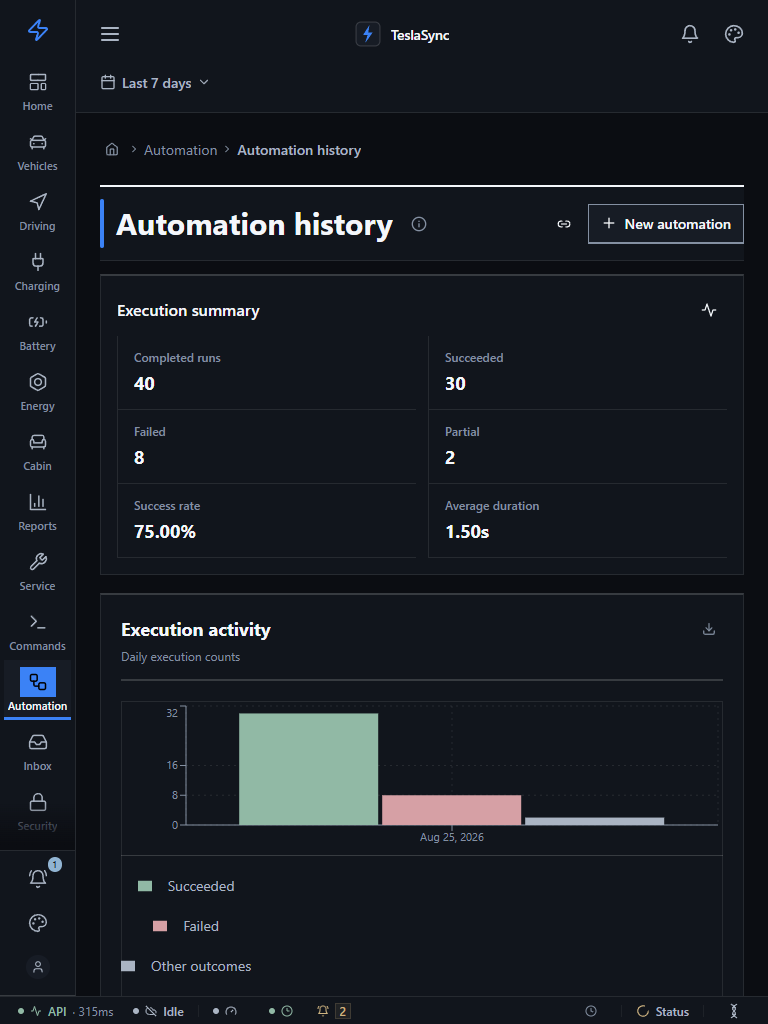 TeslaSync
Last 7 days
Home
Vehicles
Driving
Charging
Battery
Energy
Cabin
Reports
Service
Commands
Automation
Inbox
Security
1
Automation > Automation history
Automation history
+ New automation
Execution summary
Completed runs
40
Succeeded
30
Failed
8
Partial
2
Success rate
75.00%
Average duration
1.50s
Execution activity
Daily execution counts
32
16
8
0
Aug 25, 2026
Succeeded
Failed
Other outcomes
API · 315ms
Idle
2
Status